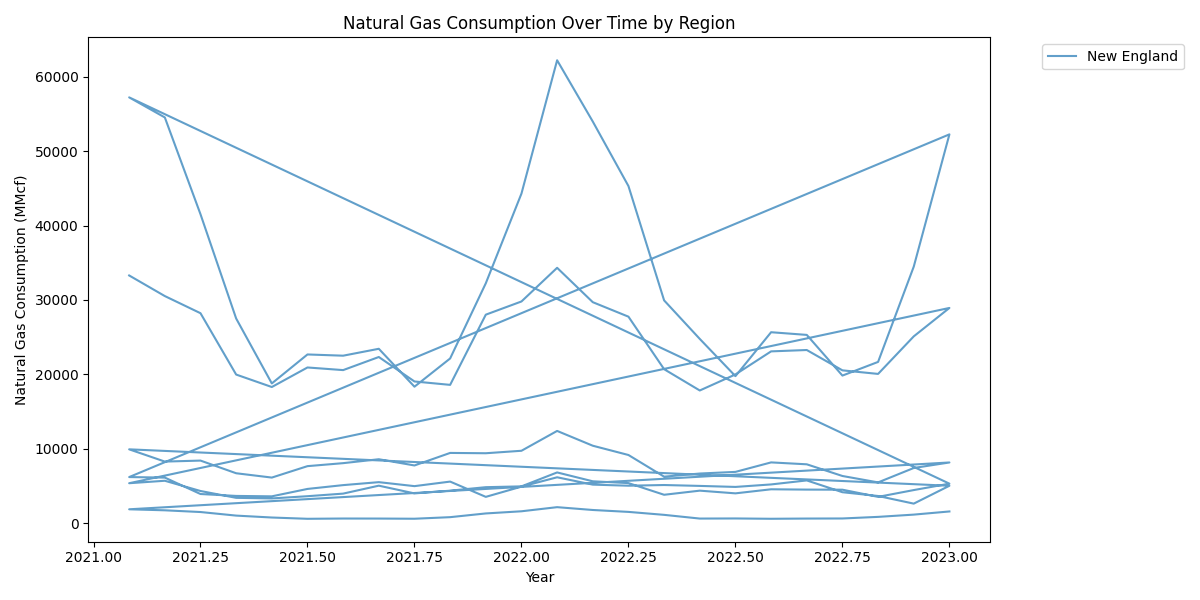 Natural Gas Consumption Over Time by Region
New England
Natural Gas Consumption (MMcf)
60000
50000
40000
30000
20000
10000
0
2021.00 2021.25 2021.50 2021.75 2022.00 2022.25 2022.50 2022.75 2023.00
Year